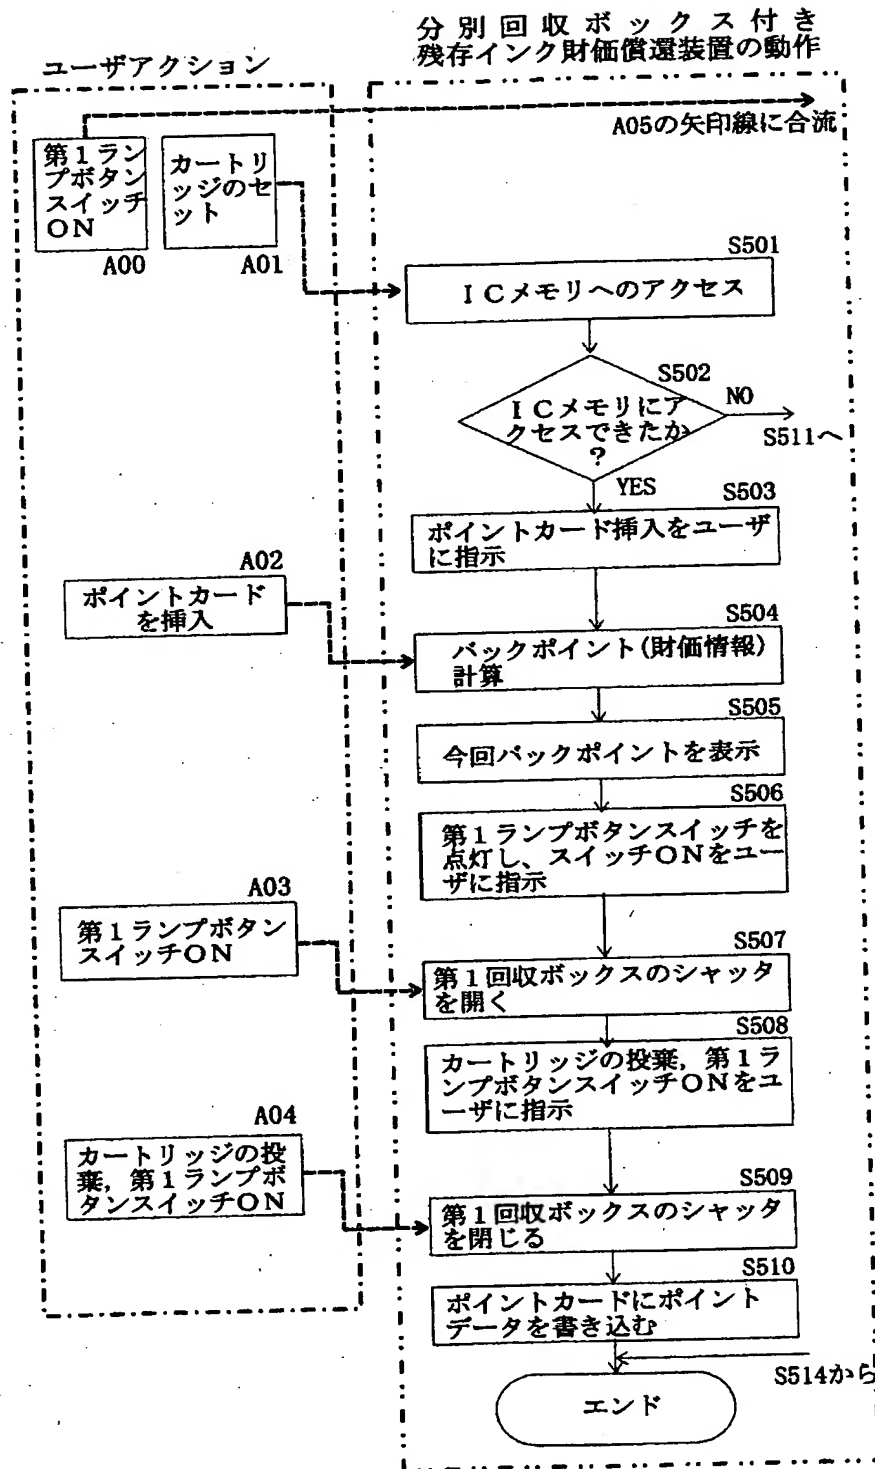 分別回収ボックス付き
残存インク財価償還装置の動作
ユーザアクション
A05の矢印線に合流
第1ラン
プボタン
スイッチ
ON
A00
カートリ
ッジのセ
ット
A01
S501
ICメモリへのアクセス
S502
ICメモリにア
クセスできたか
?
NO
S511へ
YES
S503
ポイントカード挿入をユーザ
に指示
A02
ポイントカード
を挿入
S504
バックポイント(財価情報)
計算
S505
今回バックポイントを表示
S506
第1ランプボタンスイッチを
点灯し、スイッチONをユー
ザに指示
A03
第1ランプボタン
スイッチON
S507
第1回収ボックスのシャッタ
を開く
S508
カートリッジの投棄,第1ラ
ンプボタンスイッチONをユ
ーザに指示
A04
カートリッジの投
棄,第1ランプボ
タンスイッチON
S509
第1回収ボックスのシャッタ
を閉じる
S510
ポイントカードにポイント
データを書き込む
S514から
エンド